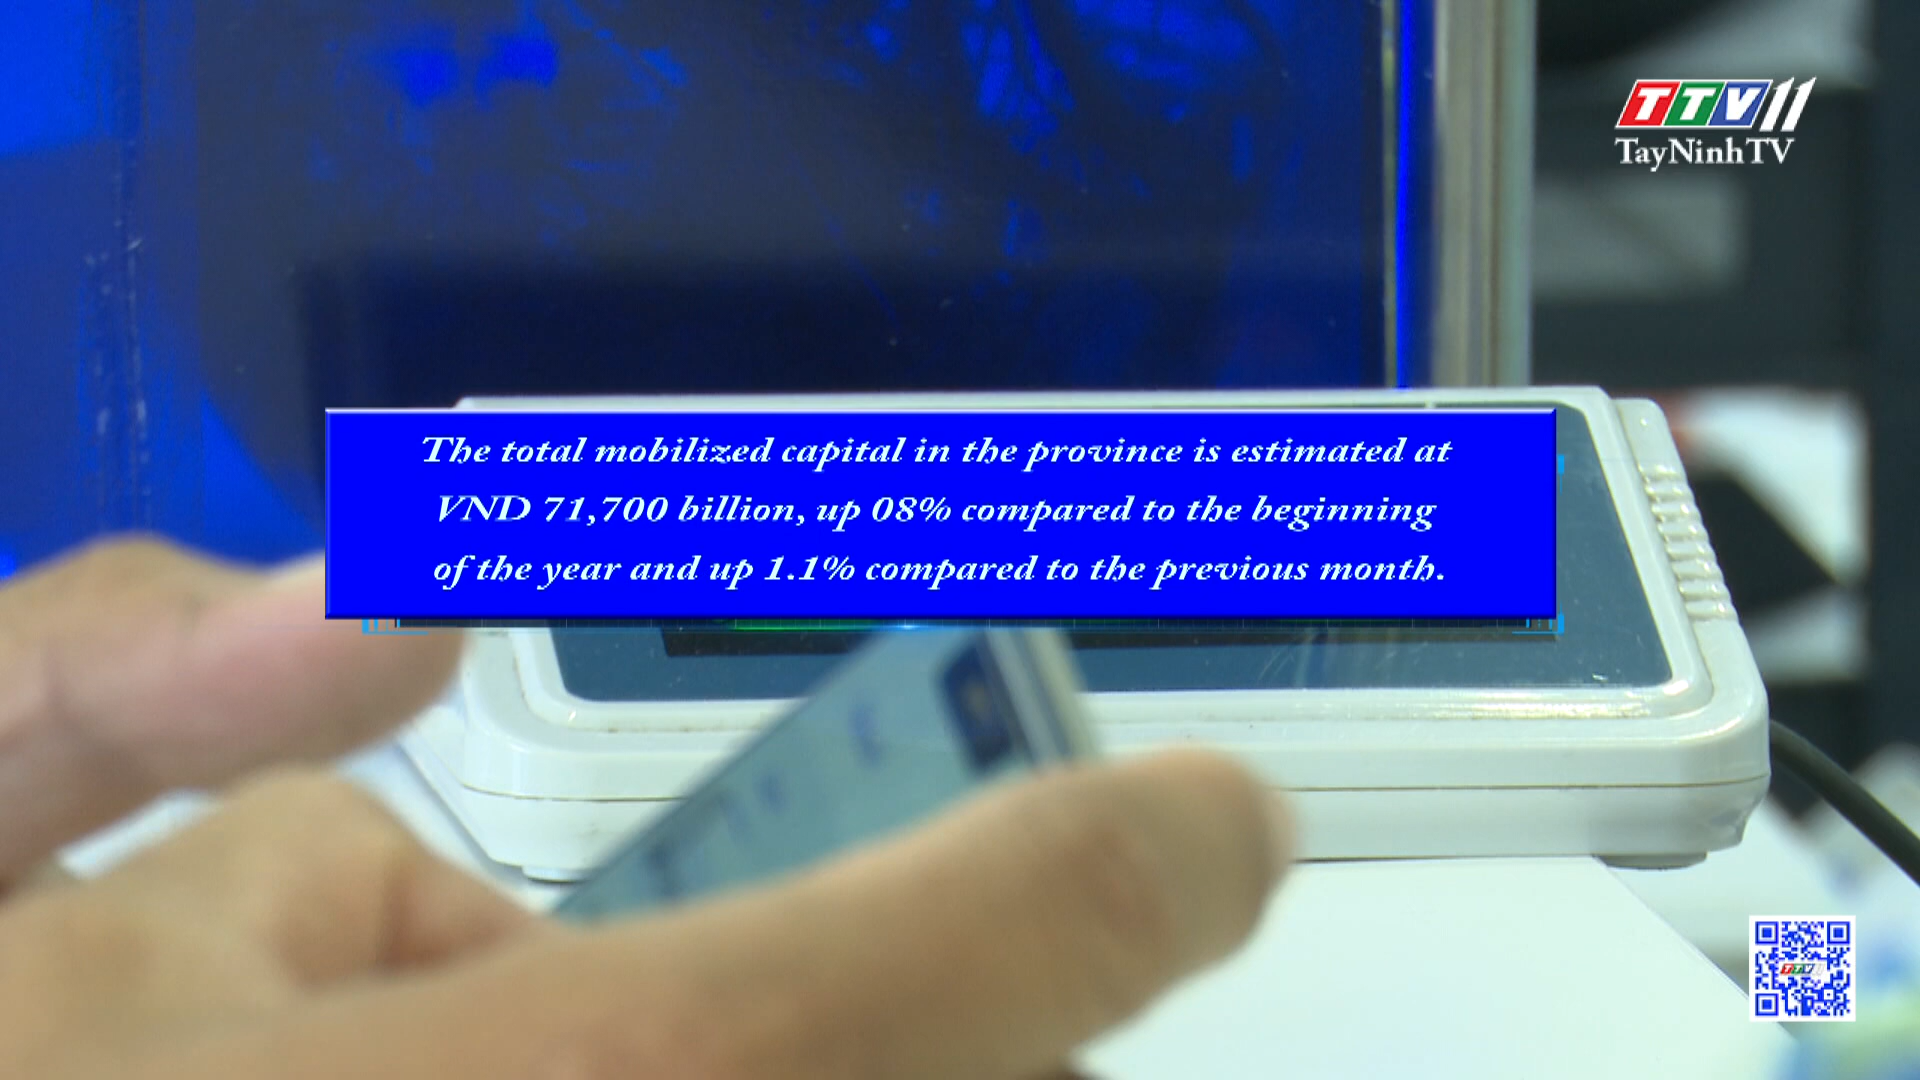 TTV11
TayNinhTV
The total mobilized capital in the province is estimated at
VND 71,700 billion, up 08% compared to the beginning
of the year and up 1.1% compared to the previous month.
TTV11